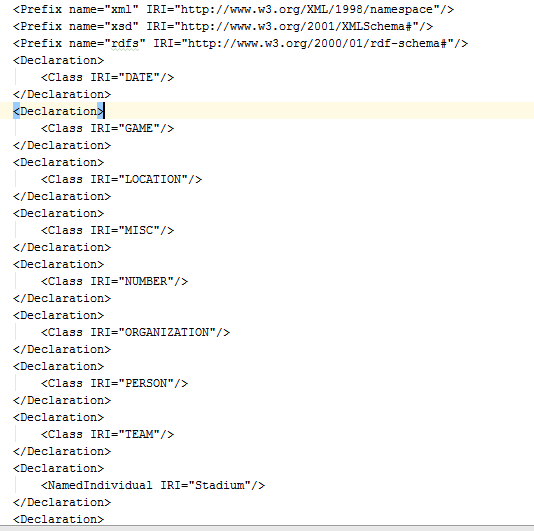 <Prefix name="xml" IRI="http://www.w3.org/XML/1998/namespace"/>
<Prefix name="xsd" IRI="http://www.w3.org/2001/XMLSchema#"/>
<Prefix name="rdfs" IRI="http://www.w3.org/2000/01/rdf-schema#"/>
<Declaration>
    <Class IRI="DATE"/>
</Declaration>
<Declaration>
    <Class IRI="GAME"/>
</Declaration>
<Declaration>
    <Class IRI="LOCATION"/>
</Declaration>
<Declaration>
    <Class IRI="MISC"/>
</Declaration>
<Declaration>
    <Class IRI="NUMBER"/>
</Declaration>
<Declaration>
    <Class IRI="ORGANIZATION"/>
</Declaration>
<Declaration>
    <Class IRI="PERSON"/>
</Declaration>
<Declaration>
    <Class IRI="TEAM"/>
</Declaration>
<Declaration>
    <NamedIndividual IRI="Stadium"/>
</Declaration>
<Declaration>